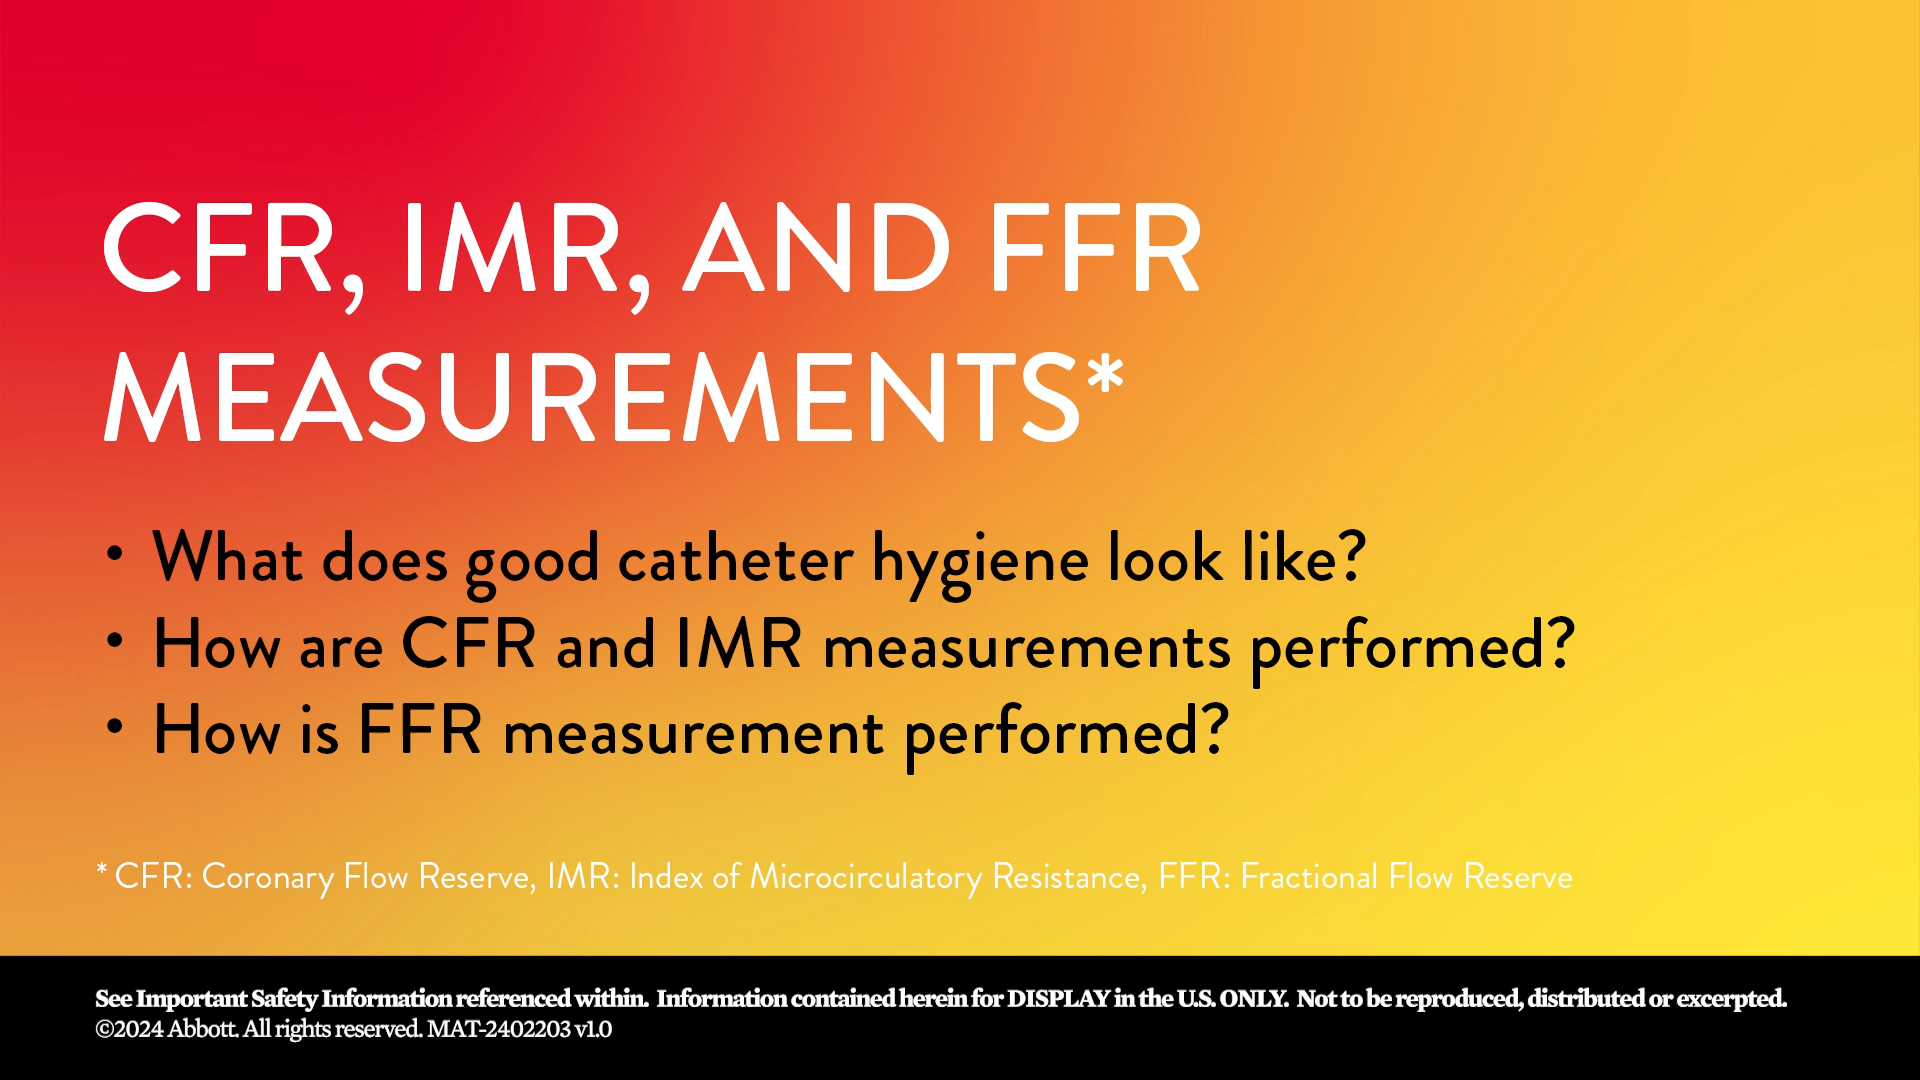 CFR, IMR, AND FFR
MEASUREMENTS*
• What does good catheter hygiene look like?
• How are CFR and IMR measurements performed?
• How is FFR measurement performed?
* CFR: Coronary Flow Reserve, IMR: Index of Microcirculatory Resistance, FFR: Fractional Flow Reserve
See Important Safety Information referenced within. Information contained herein for DISPLAY in the U.S. ONLY. Not to be reproduced, distributed or excerpted.
©2024 Abbott. All rights reserved. MAT-2402203 v1.0